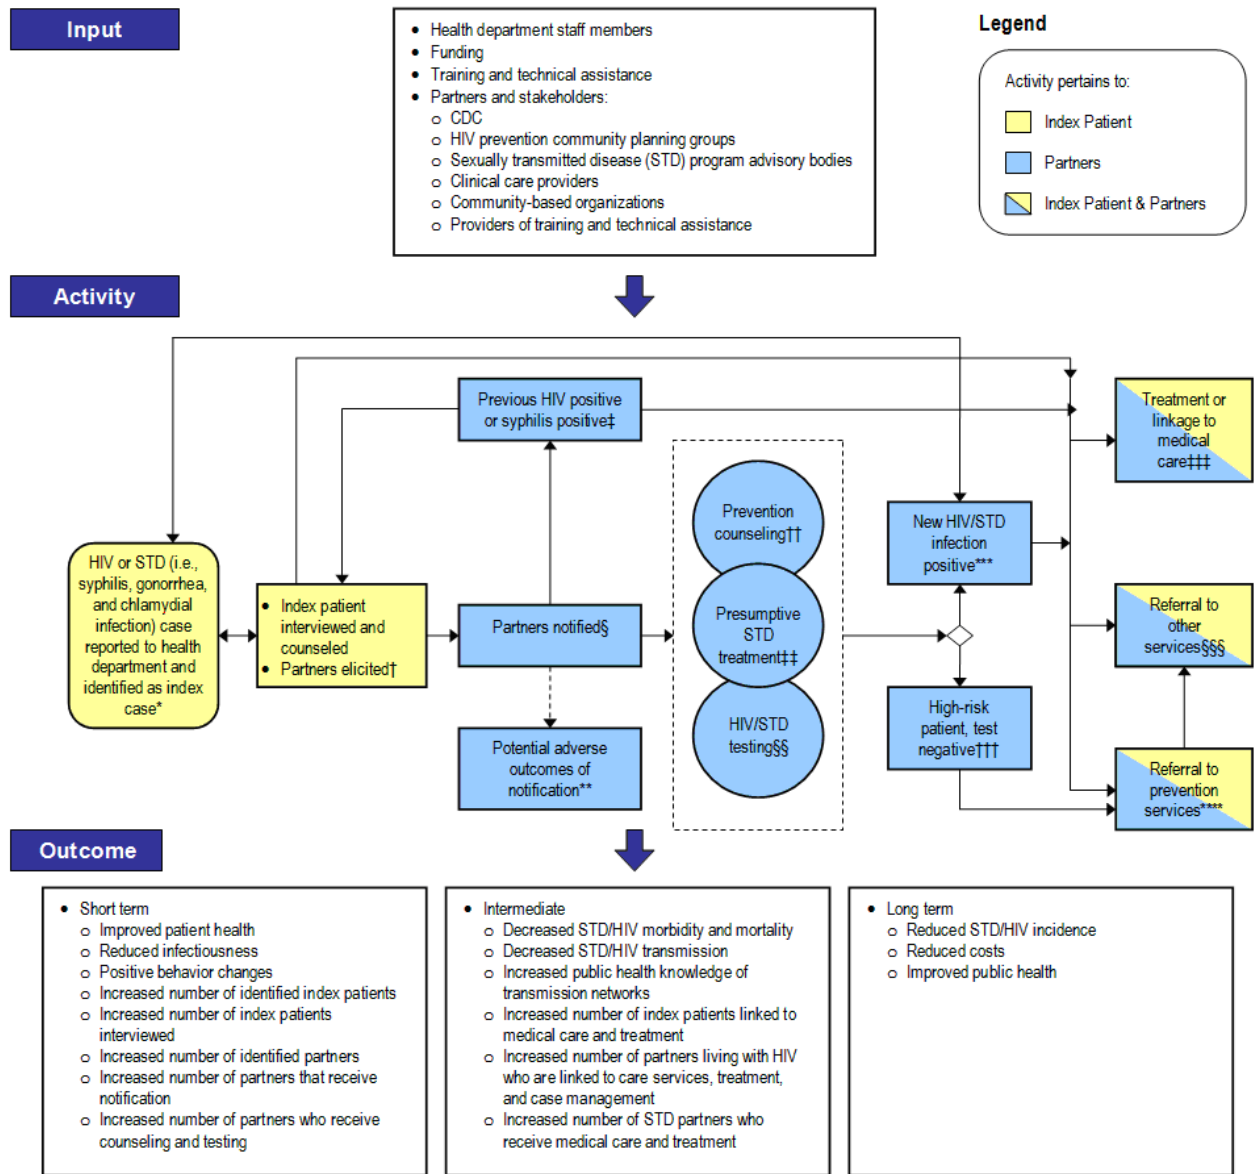 Input
• Health department staff members
• Funding
• Training and technical assistance
• Partners and stakeholders:
o CDC
o HIV prevention community planning groups
o Sexually transmitted disease (STD) program advisory bodies
o Clinical care providers
o Community-based organizations
o Providers of training and technical assistance
Legend
Activity pertains to:
Index Patient
Partners
Index Patient & Partners
Activity
Previous HIV positive
or syphilis positive‡
Treatment or
linkage to
medical
care‡‡‡
HIV or STD (i.e.,
syphilis, gonorrhea,
and chlamydial
infection) case
reported to health
department and
identified as index
case*
• Index patient
interviewed and
counseled
• Partners elicited†
Partners notified§
Potential adverse
outcomes of
notification**
Prevention
counseling††
Presumptive
STD
treatment‡‡
HIV/STD
testing§§
New HIV/STD
infection
positive***
High-risk
patient, test
negative†††
Referral to
other
services§§§
Referral to
prevention
services****
Outcome
• Short term
o Improved patient health
o Reduced infectiousness
o Positive behavior changes
o Increased number of identified index patients
o Increased number of index patients
interviewed
o Increased number of identified partners
o Increased number of partners that receive
notification
o Increased number of partners who receive
counseling and testing
• Intermediate
o Decreased STD/HIV morbidity and mortality
o Decreased STD/HIV transmission
o Increased public health knowledge of
transmission networks
o Increased number of index patients linked to
medical care and treatment
o Increased number of partners living with HIV
who are linked to care services, treatment,
and case management
o Increased number of STD partners who
receive medical care and treatment
• Long term
o Reduced STD/HIV incidence
o Reduced costs
o Improved public health